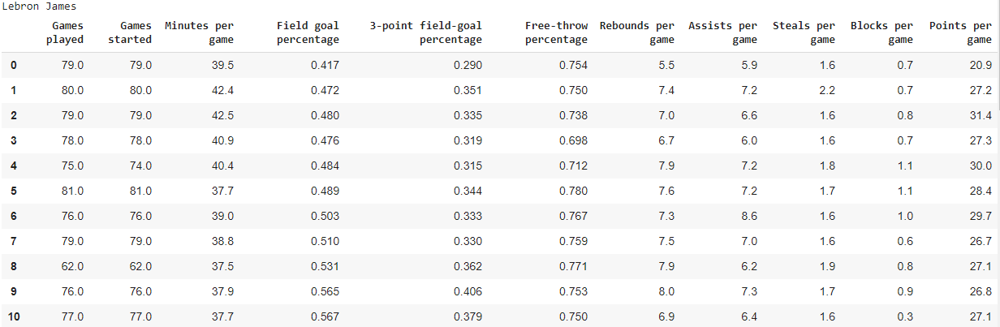 Lebron James
Games Games Minutes per Field goal 3-point field-goal Free-throw Rebounds per Assists per Steals per Blocks per Points per
played started game percentage percentage percentage game game game game game
0 79.0 79.0 39.5 0.417 0.290 0.754 5.5 5.9 1.6 0.7 20.9
1 80.0 80.0 42.4 0.472 0.351 0.750 7.4 7.2 2.2 0.7 27.2
2 79.0 79.0 42.5 0.480 0.335 0.738 7.0 6.6 1.6 0.8 31.4
3 78.0 78.0 40.9 0.476 0.319 0.698 6.7 6.0 1.6 0.7 27.3
4 75.0 74.0 40.4 0.484 0.315 0.712 7.9 7.2 1.8 1.1 30.0
5 81.0 81.0 37.7 0.489 0.344 0.780 7.6 7.2 1.7 1.1 28.4
6 76.0 76.0 39.0 0.503 0.333 0.767 7.3 8.6 1.6 1.0 29.7
7 79.0 79.0 38.8 0.510 0.330 0.759 7.5 7.0 1.6 0.6 26.7
8 62.0 62.0 37.5 0.531 0.362 0.771 7.9 6.2 1.9 0.8 27.1
9 76.0 76.0 37.9 0.565 0.406 0.753 8.0 7.3 1.7 0.9 26.8
10 77.0 77.0 37.7 0.567 0.379 0.750 6.9 6.4 1.6 0.3 27.1